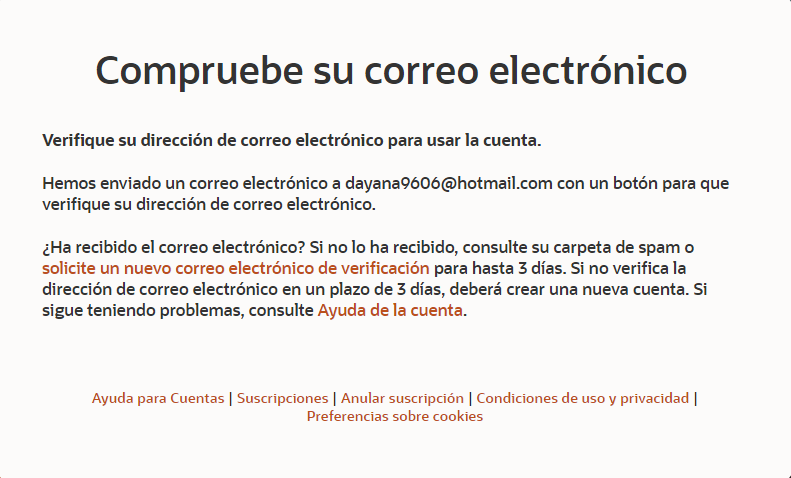 Compruebe su correo electrónico
Verifique su dirección de correo electrónico para usar la cuenta.
Hemos enviado un correo electrónico a dayana9606@hotmail.com con un botón para que
verifique su dirección de correo electrónico.
¿Ha recibido el correo electrónico? Si no lo ha recibido, consulte su carpeta de spam o
solicite un nuevo correo electrónico de verificación para hasta 3 días. Si no verifica la
dirección de correo electrónico en un plazo de 3 días, deberá crear una nueva cuenta. Si
sigue teniendo problemas, consulte Ayuda de la cuenta.
Ayuda para Cuentas | Suscripciones | Anular suscripción | Condiciones de uso y privacidad |
Preferencias sobre cookies